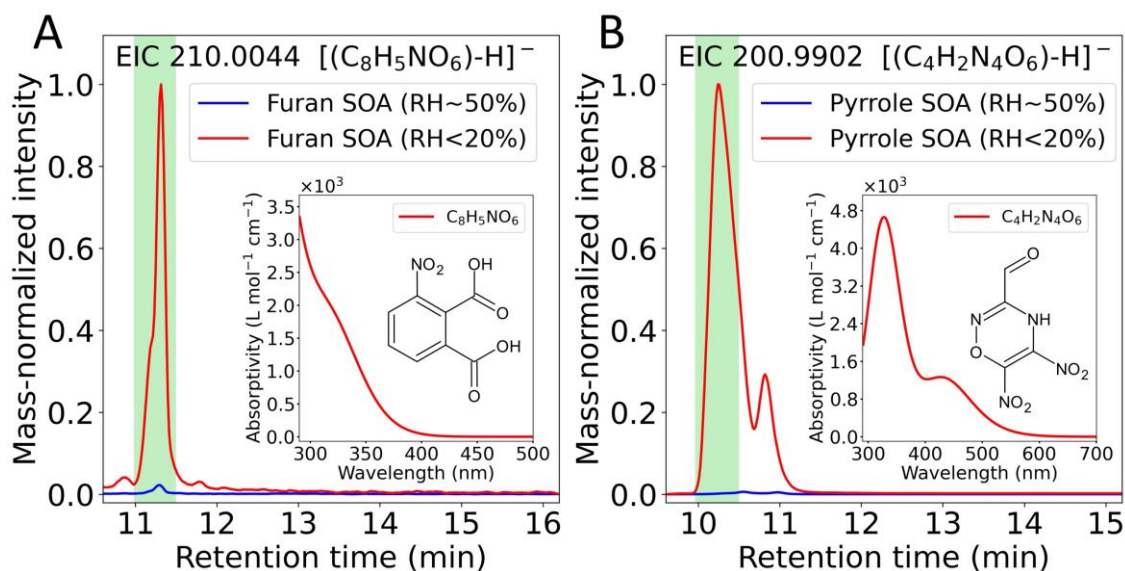 A
EIC 210.0044 [(C₈H₅NO₆)-H]⁻
Furan SOA (RH~50%)
Furan SOA (RH<20%)
Mass-normalized intensity
1.0
0.8
0.6
0.4
0.2
0.0
11 12 13 14 15 16
Retention time (min)
×10³
C₈H₅NO₆
Absorptivity (L mol⁻¹ cm⁻¹)
3.5
3.0
2.5
2.0
1.5
1.0
0.5
0.0
300 350 400 450 500
Wavelength (nm)
NO₂
OH
O
OH
O
B
EIC 200.9902 [(C₄H₂N₄O₆)-H]⁻
Pyrrole SOA (RH~50%)
Pyrrole SOA (RH<20%)
Mass-normalized intensity
1.0
0.8
0.6
0.4
0.2
0.0
10 11 12 13 14 15
Retention time (min)
×10³
C₄H₂N₄O₆
Absorptivity (L mol⁻¹ cm⁻¹)
4.8
4.0
3.2
2.4
1.6
0.8
0.0
300 400 500 600 700
Wavelength (nm)
O
N
NH
O
NO₂
NO₂